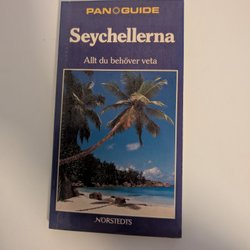 PAN GUIDE
Seychellerna
Allt du behöver veta
NORSTEDTS